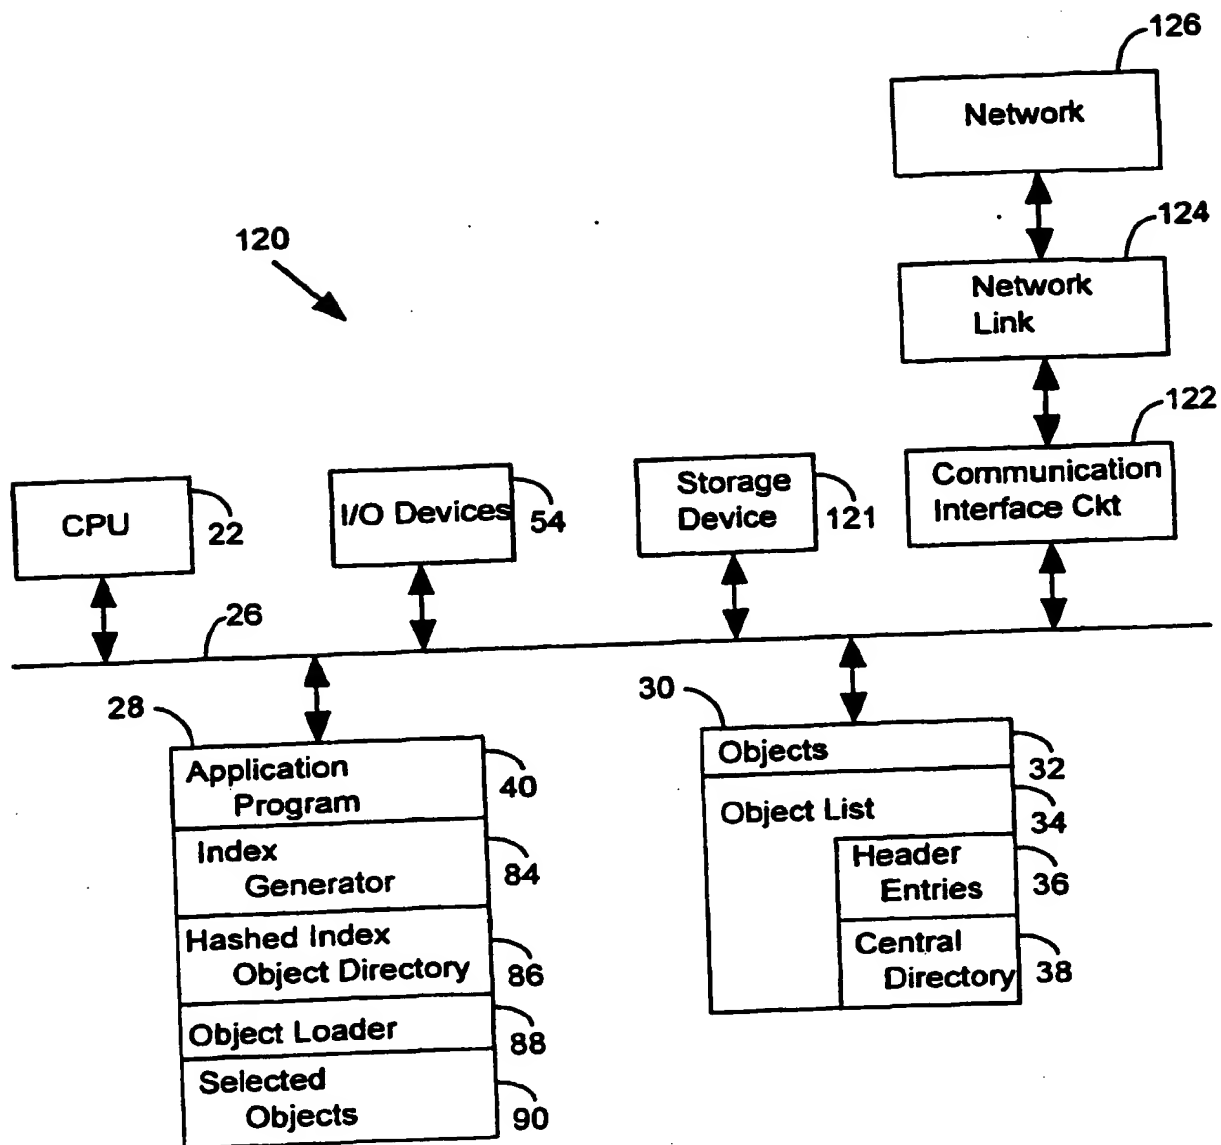 126
Network
124
120
Network
Link
122
CPU
22
I/O Devices
54
Storage
Device
121
Communication
Interface Ckt
26
28
Application
Program
40
Index
Generator
84
Hashed Index
Object Directory
86
Object Loader
88
Selected
Objects
90
30
Objects
32
Object List
34
Header
Entries
36
Central
Directory
38